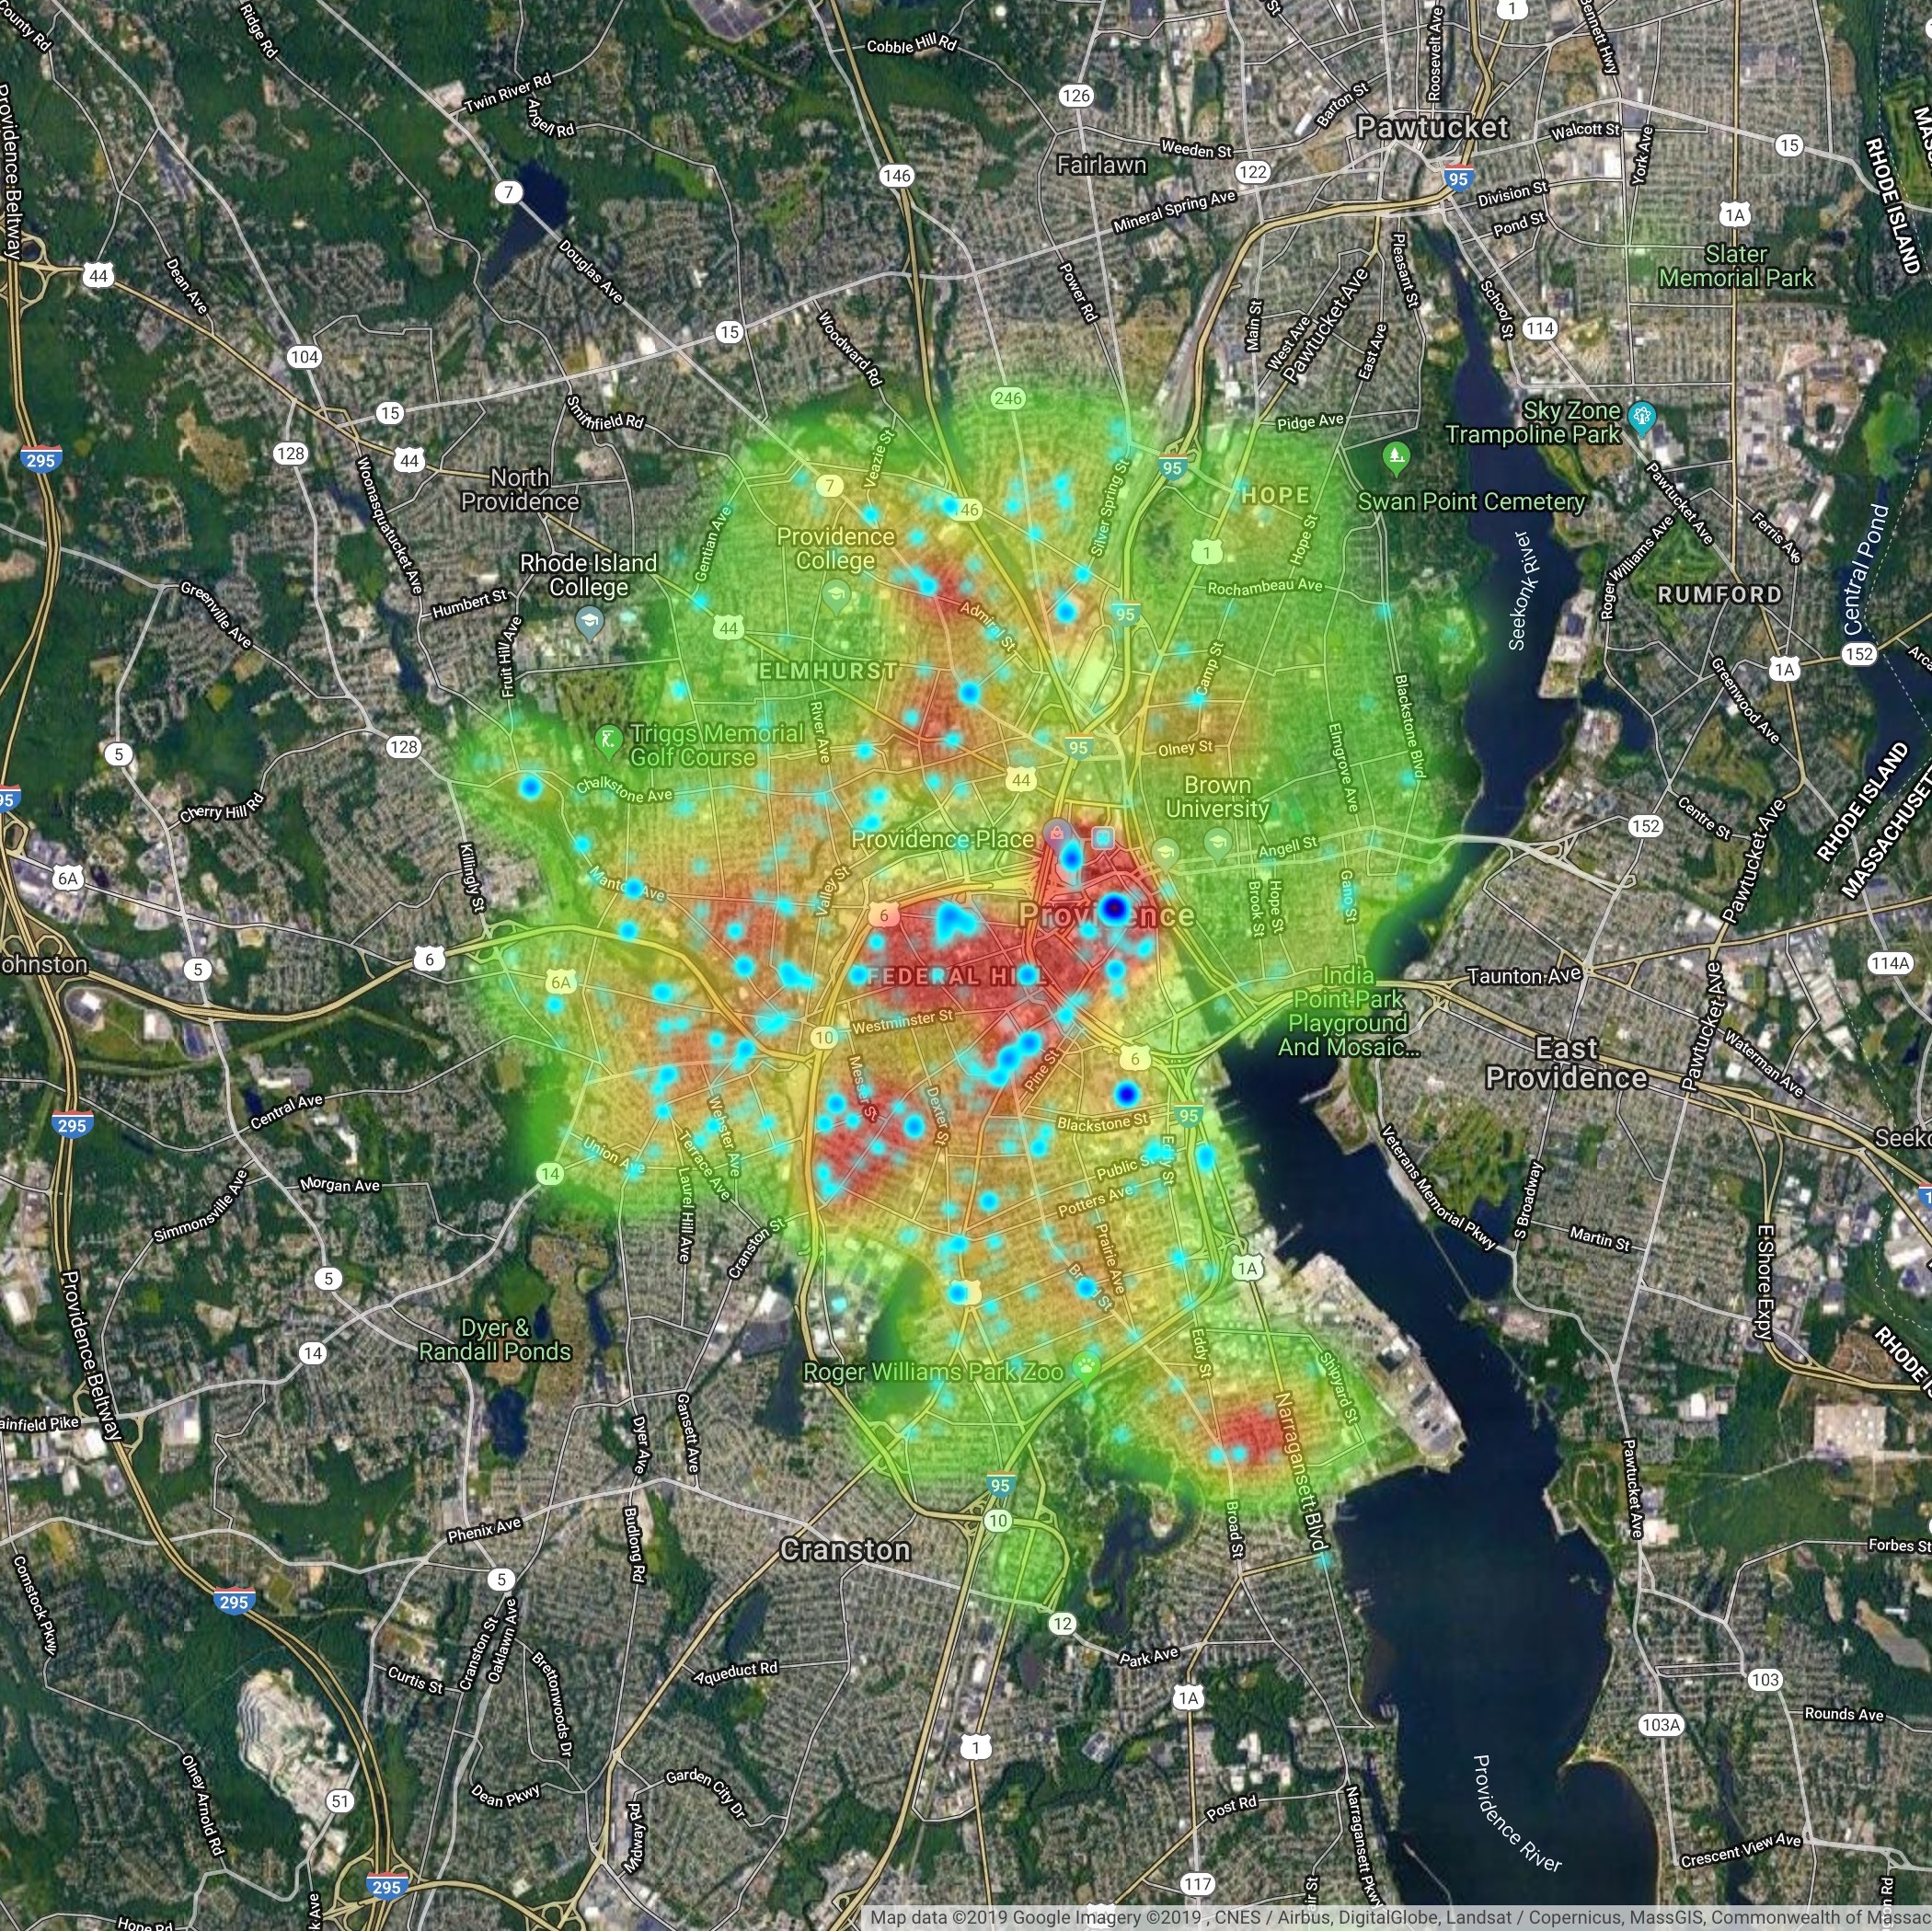 County Rd
Ridge Rd
Cobble Hill Rd
1
Bennett Hwy
Roosevelt Ave
Twin River Rd
Angell Rd
126
Barton St
Pawtucket
Walcott St
15
Providence Beltway
146
Weeden St
Fairlawn
122
95
York Ave
RHODE ISLAND
7
Mineral Spring Ave
Division St
Pond St
1A
44
Dean Ave
Douglas Ave
Power Rd
Pleasant St
Slater
Memorial Park
School St
Main St
West Ave
Pawtucket Ave
East Ave
114
15
Woodward Rd
104
246
15
Smithfield Rd
Pidge Ave
Sky Zone
Trampoline Park
128
44
295
Veazie St
95
North
Providence
7
146
Silver Spring St
HOPE
Hope St
Swan Point Cemetery
Pawtucket Ave
Ferris Ave
Central Pond
Woonasquatucket Ave
Gentian Ave
Providence
College
1
Seekonk River
Roger Williams Ave
Rhode Island
College
Greenville Ave
Humbert St
Rochambeau Ave
RUMFORD
44
95
Admiral St
Fruit Hill Ave
ELMHURST
Camp St
Blackstone Blvd
1A
152
Greenwood Ave
5
128
Triggs Memorial
Golf Course
River Ave
95
Olney St
Elmgrove Ave
44
Chalkstone Ave
Brown
University
Cherry Hill Rd
Centre St
RHODE ISLAND
MASSACHUSET
152
Providence Place
Angell St
6A
Killingly St
Manton Ave
Valley St
Brook St
Hope St
Gano St
Pawtucket Ave
6
Providence
6
5
FEDERAL HILL
6A
India
Point Park
Playground
And Mosaic...
Taunton Ave
114A
Johnston
10
Westminster St
6
East
Providence
Waterman Ave
Pawtucket Ave
Messer St
Dexter St
Pine St
Central Ave
295
Webster Ave
Blackstone St
95
Union Ave
Terrace Ave
Public St
Eddy St
Veterans Memorial Pkwy
14
Morgan Ave
Laurel Hill Ave
Potters Ave
S Broadway
Simmonsville Ave
Cranston St
Prairie Ave
Martin St
E Shore Expy
5
Broad St
1A
Dyer &
Randall Ponds
14
Roger Williams Park Zoo
Eddy St
Shipyard St
Providence Beltway
ainfield Pike
Dyer Ave
Gansett Ave
Narragansett Blvd
95
Pawtucket Ave
10
Phenix Ave
Budlong Rd
Cranston
Broad St
Forbes St
Comstock Pkwy
5
295
12
Park Ave
Cranston St
Oaklawn Ave
Curtis St
Brettonwoods Dr
Aqueduct Rd
1A
103
103A
Rounds Ave
1
Olney Arnold Rd
51
Dean Pkwy
Garden City Dr
Midway Rd
Post Rd
Narragansett Pkwy
Providence River
Crescent View Ave
295
117
Hope Rd
Map data ©2019 Google Imagery ©2019 , CNES / Airbus, DigitalGlobe, Landsat / Copernicus, MassGIS, Commonwealth of Massa